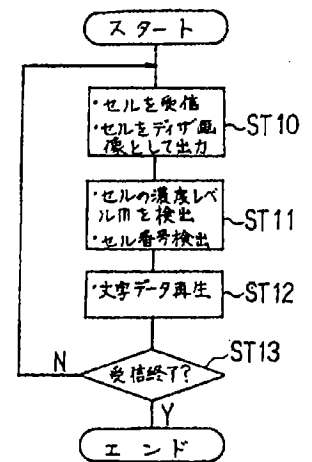 スタート
・セルを受信
・セルをディザ画
像として出力
ST10
・セルの濃度レベ
ルmを検出
・セル番号検出
ST11
・文字データ再生
ST12
受信終了?
ST13
N
Y
エンド